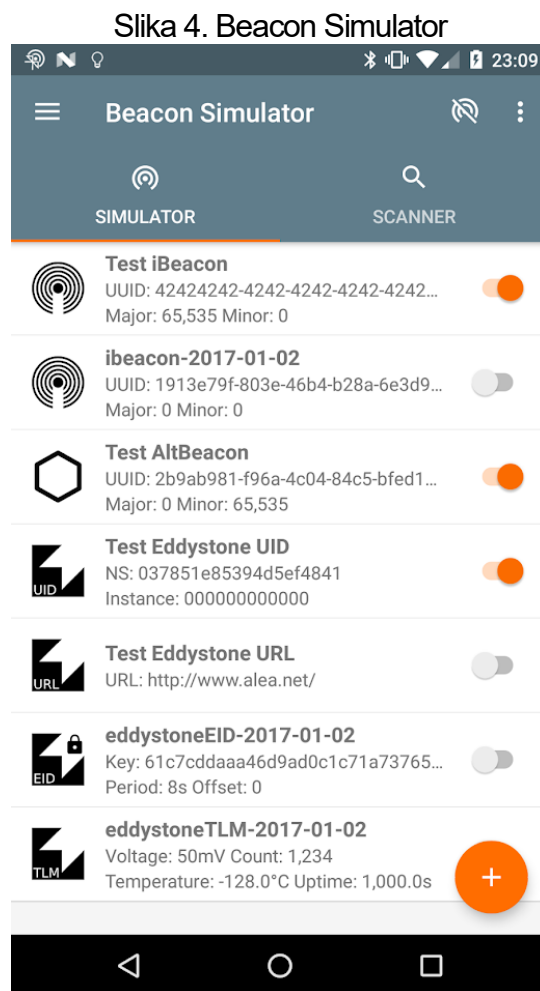 Slika 4. Beacon Simulator
23:09
Beacon Simulator
SIMULATOR
SCANNER
Test iBeacon
UUID: 42424242-4242-4242-4242-4242...
Major: 65,535 Minor: 0
ibeacon-2017-01-02
UUID: 1913e79f-803e-46b4-b28a-6e3d9...
Major: 0 Minor: 0
Test AltBeacon
UUID: 2b9ab981-f96a-4c04-84c5-bfed1...
Major: 0 Minor: 65,535
Test Eddystone UID
UID
NS: 037851e85394d5ef4841
Instance: 000000000000
Test Eddystone URL
URL
URL: http://www.alea.net/
eddystoneEID-2017-01-02
EID
Key: 61c7cddaaa46d9ad0c1c71a73765...
Period: 8s Offset: 0
eddystoneTLM-2017-01-02
TLM
Voltage: 50mV Count: 1,234
Temperature: -128.0°C Uptime: 1,000.0s